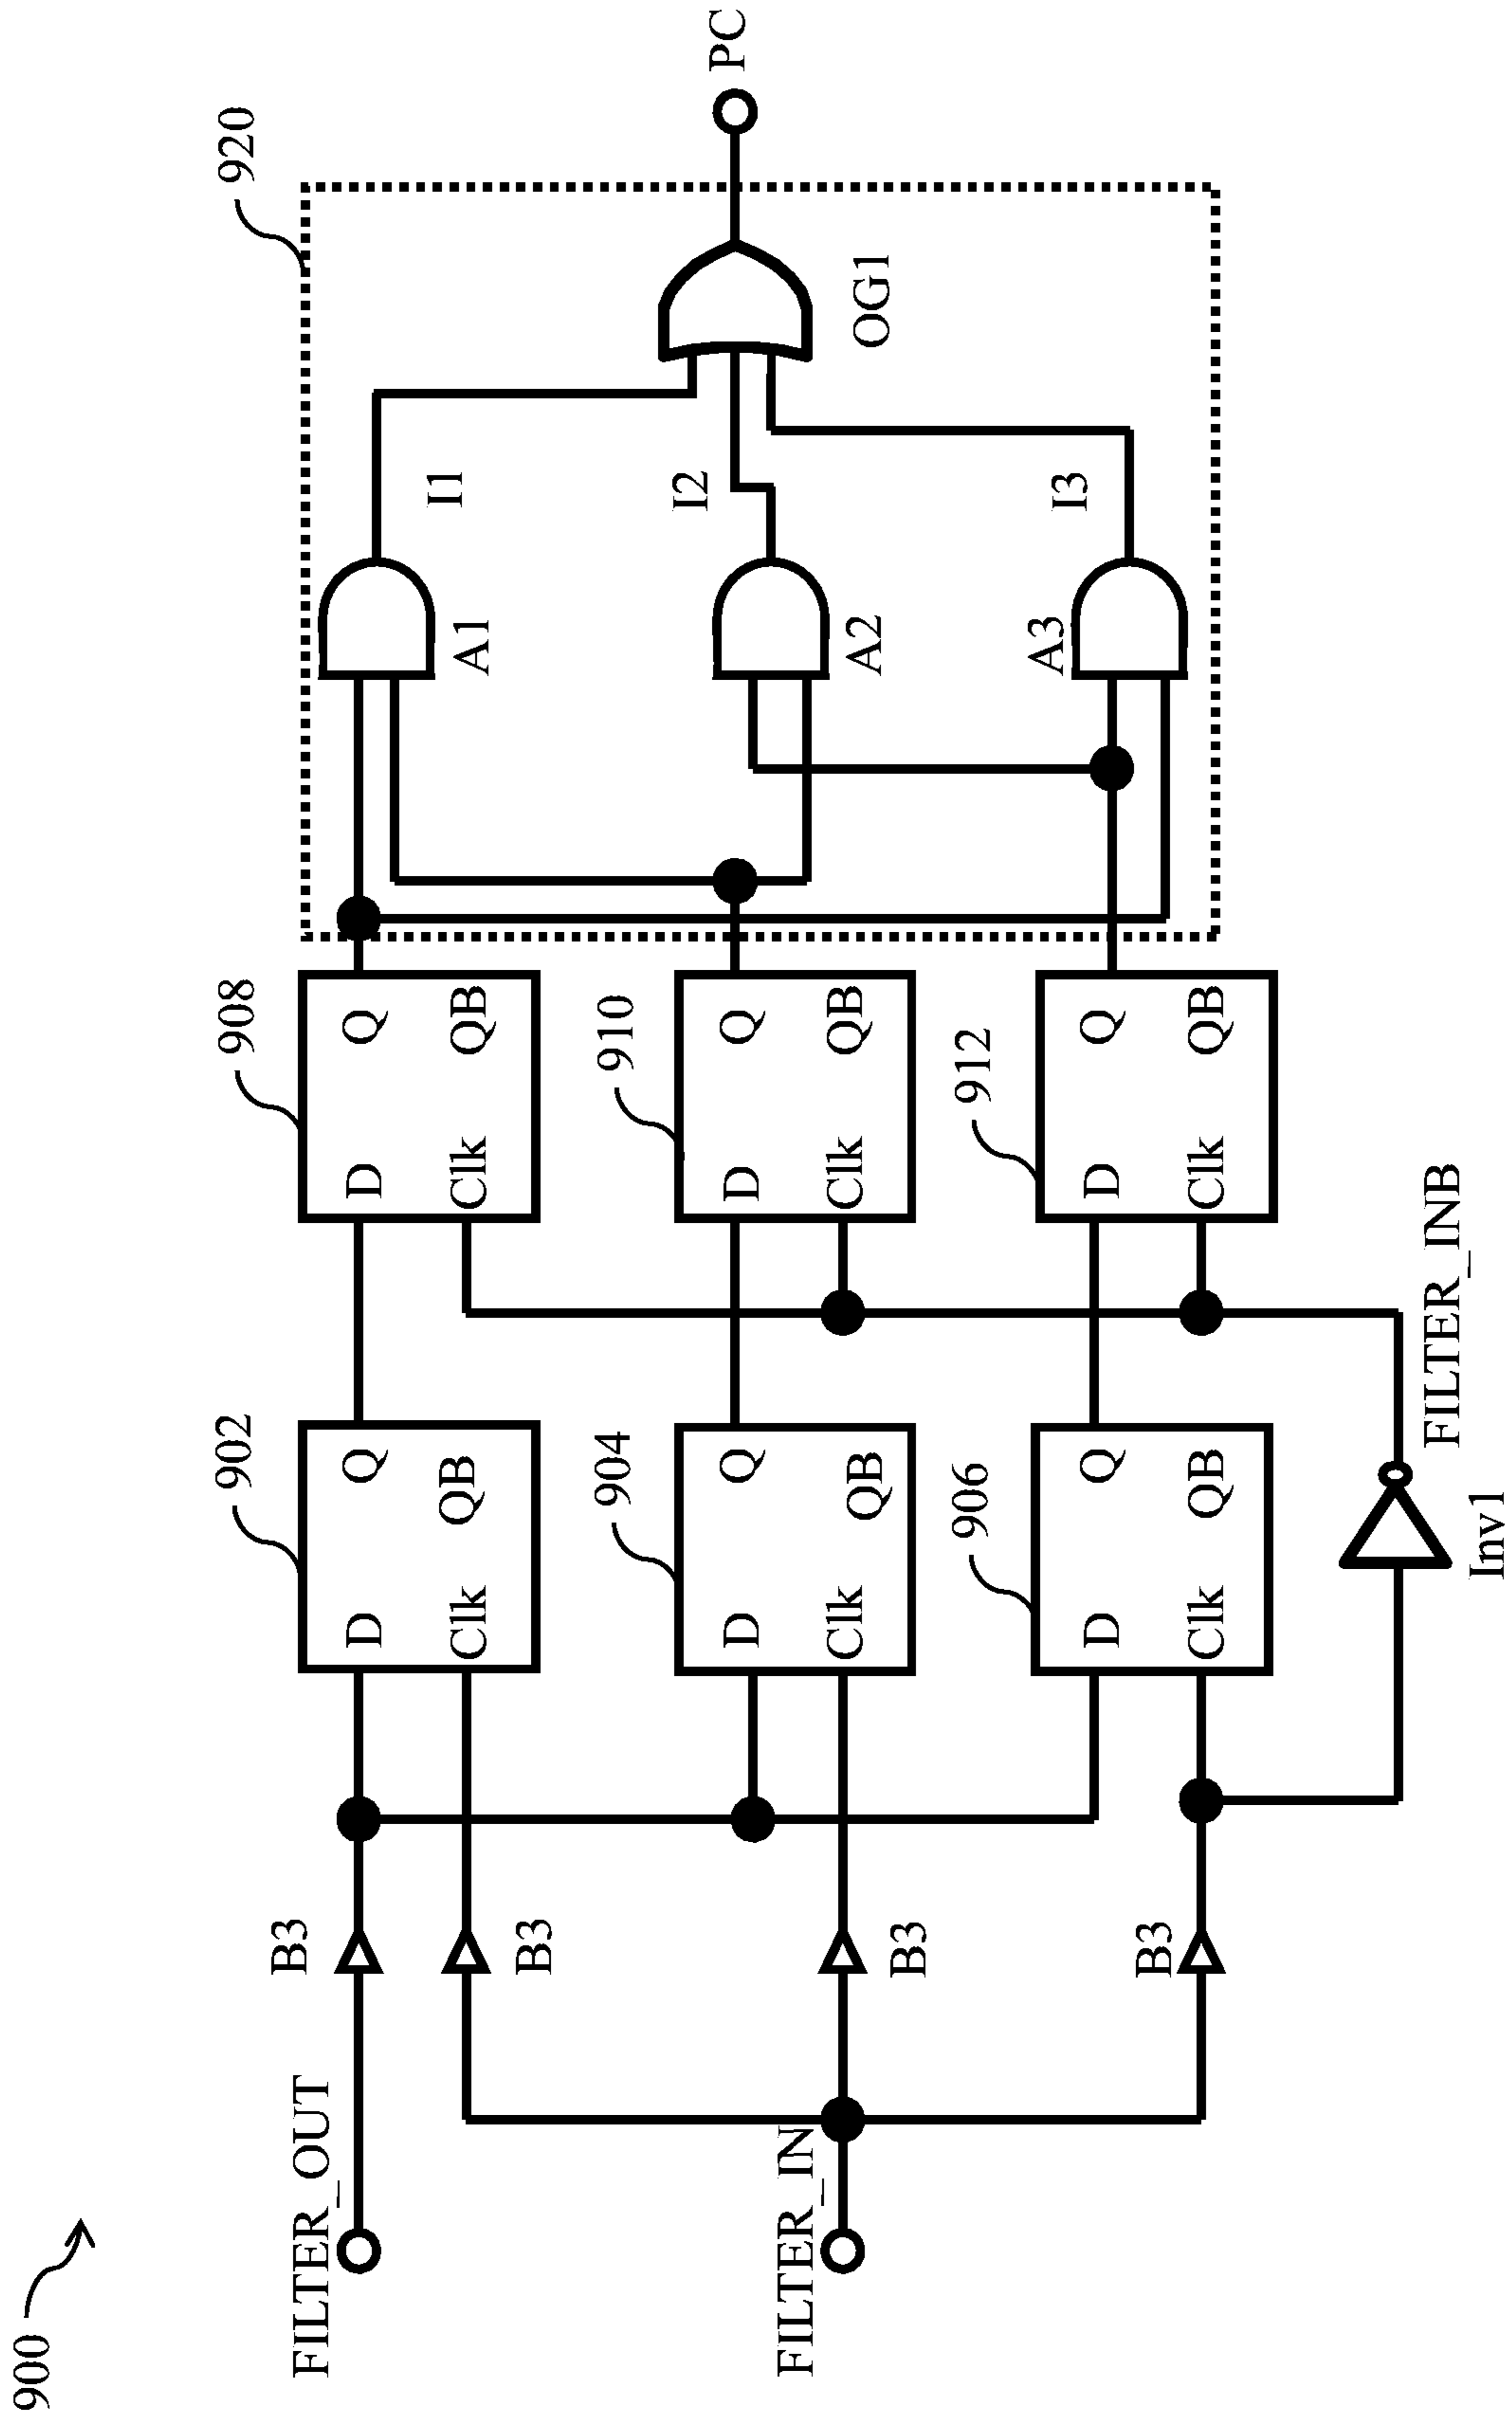 900
FILTER_OUT
FILTER_IN
B3
B3
B3
B3
902
D
Q
Clk
QB
904
D
Q
Clk
QB
906
D
Q
Clk
QB
Inv1
FILTER_INB
908
D
Q
Clk
QB
910
D
Q
Clk
QB
912
D
Q
Clk
QB
920
A1
I1
A2
I2
A3
I3
OG1
PC